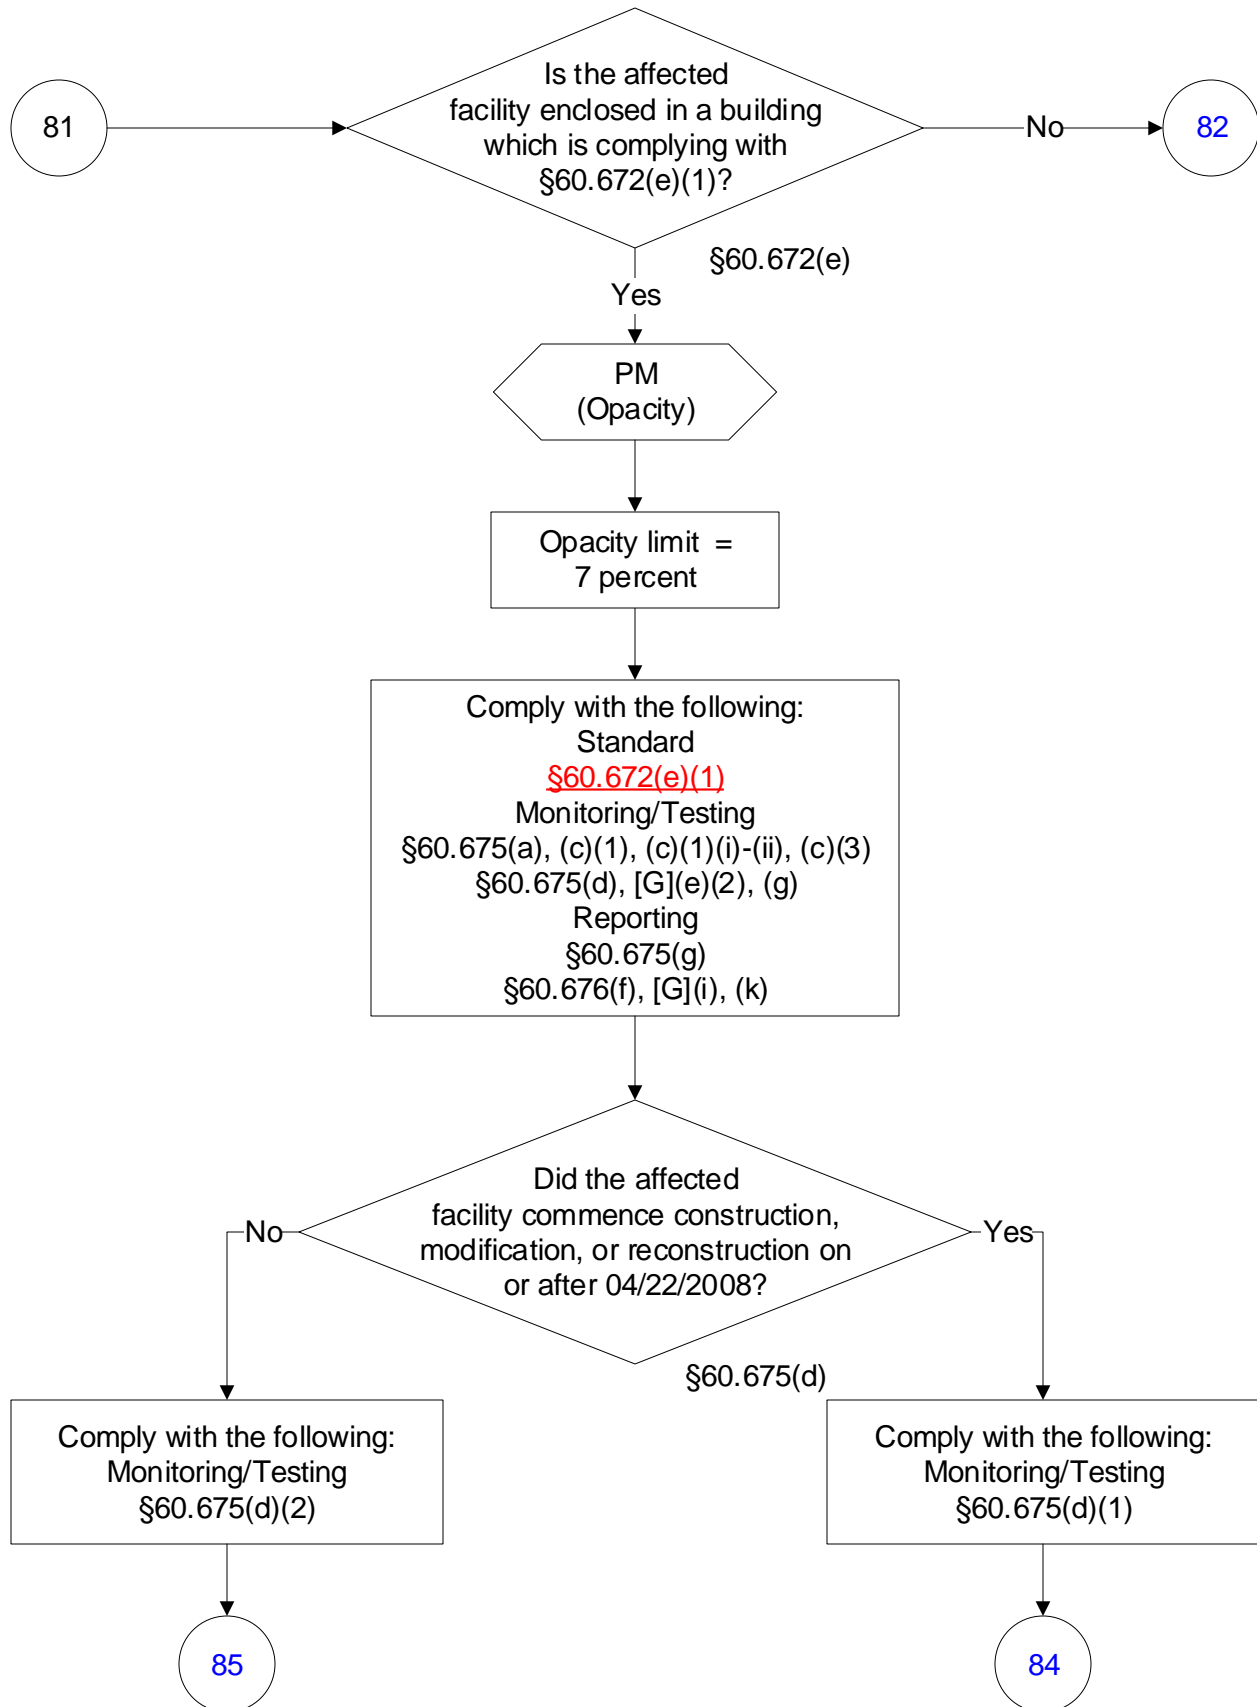 81
Is the affected
facility enclosed in a building
which is complying with
§60.672(e)(1)?
No
82
§60.672(e)
Yes
PM
(Opacity)
Opacity limit =
7 percent
Comply with the following:
Standard
§60.672(e)(1)
Monitoring/Testing
§60.675(a), (c)(1), (c)(1)(i)-(ii), (c)(3)
§60.675(d), [G](e)(2), (g)
Reporting
§60.675(g)
§60.676(f), [G](i), (k)
Did the affected
facility commence construction,
modification, or reconstruction on
or after 04/22/2008?
No
Yes
§60.675(d)
Comply with the following:
Monitoring/Testing
§60.675(d)(2)
Comply with the following:
Monitoring/Testing
§60.675(d)(1)
85
84